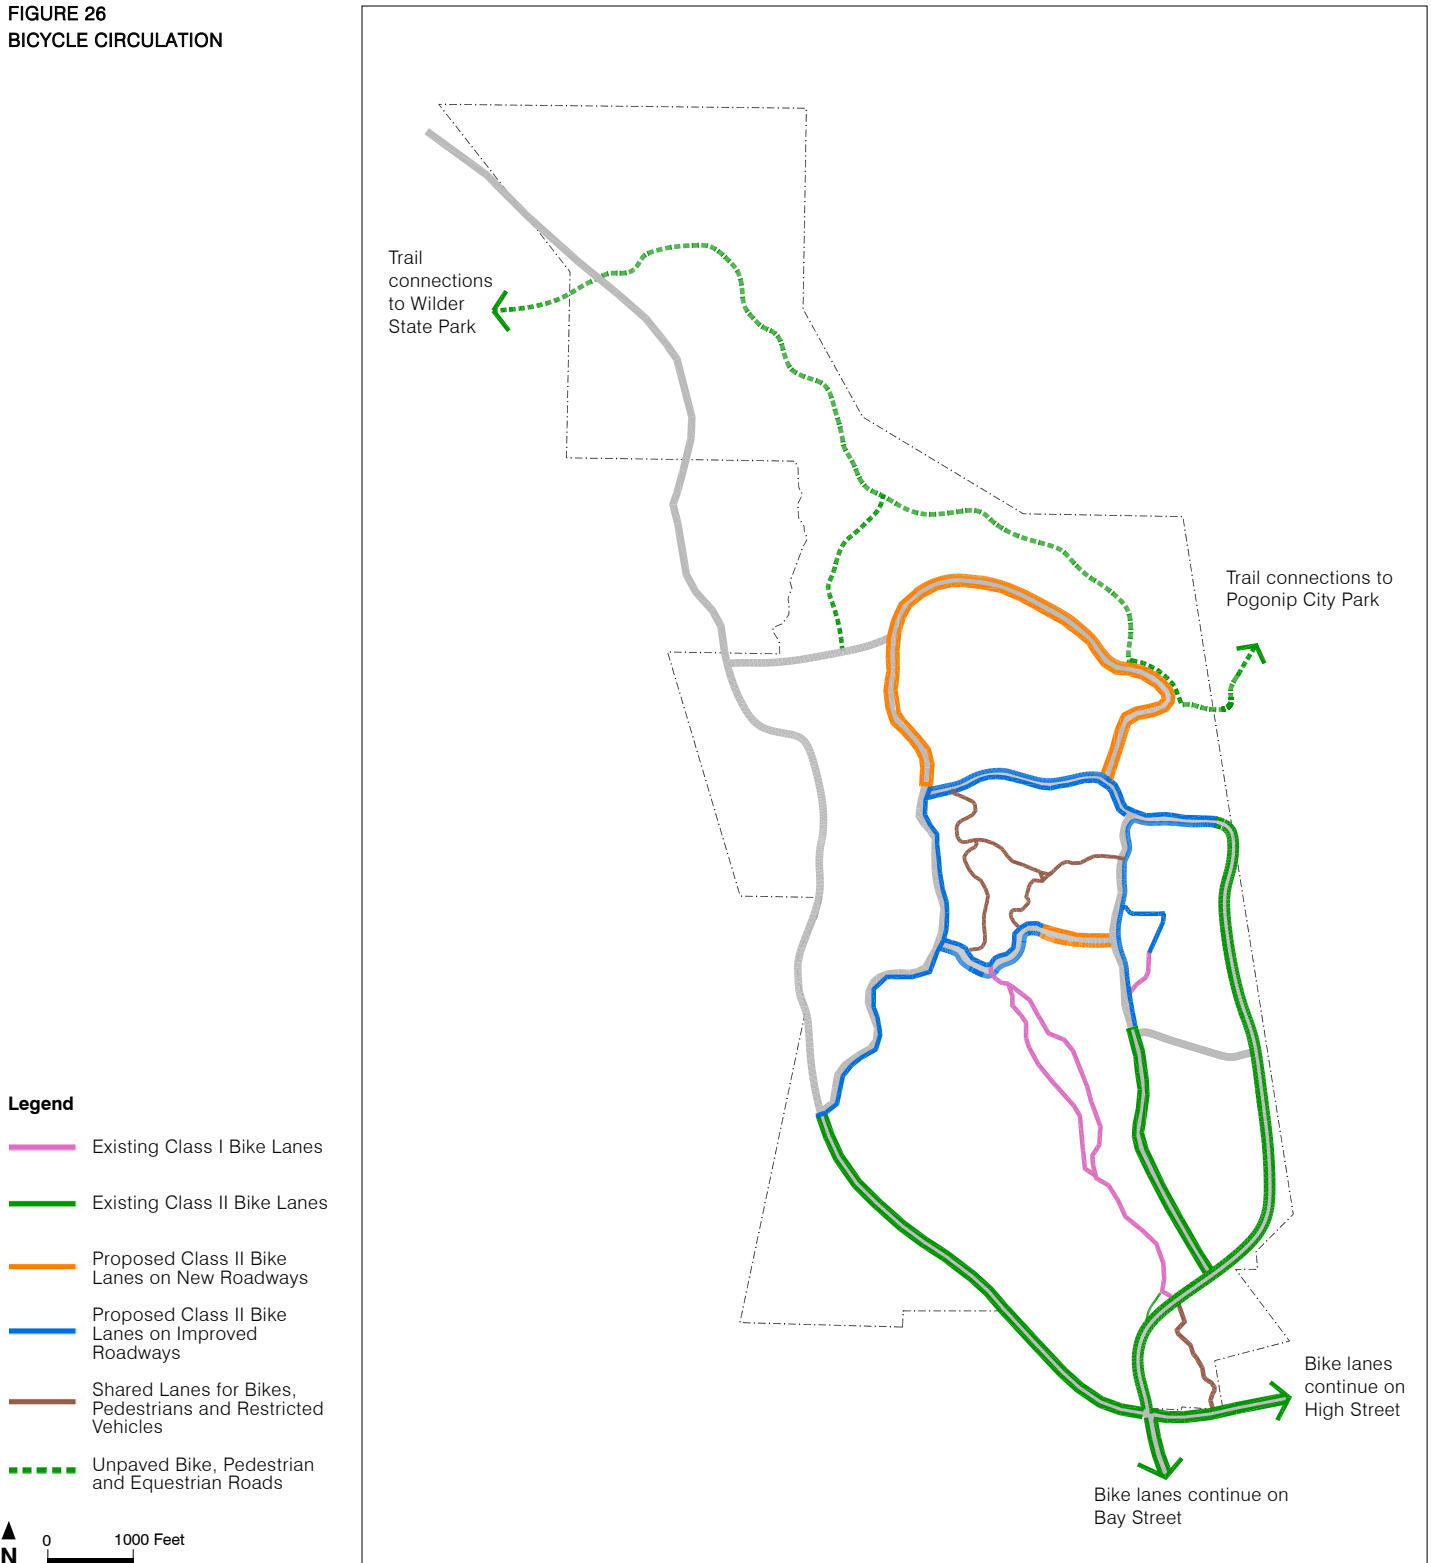 FIGURE 26
BICYCLE CIRCULATION
Trail
connections
to Wilder
State Park
Trail connections to
Pogonip City Park
Legend
Existing Class I Bike Lanes
Existing Class II Bike Lanes
Proposed Class II Bike
Lanes on New Roadways
Proposed Class II Bike
Lanes on Improved
Roadways
Shared Lanes for Bikes,
Pedestrians and Restricted
Vehicles
Unpaved Bike, Pedestrian
and Equestrian Roads
Bike lanes
continue on
High Street
Bike lanes continue on
Bay Street
N
0 1000 Feet